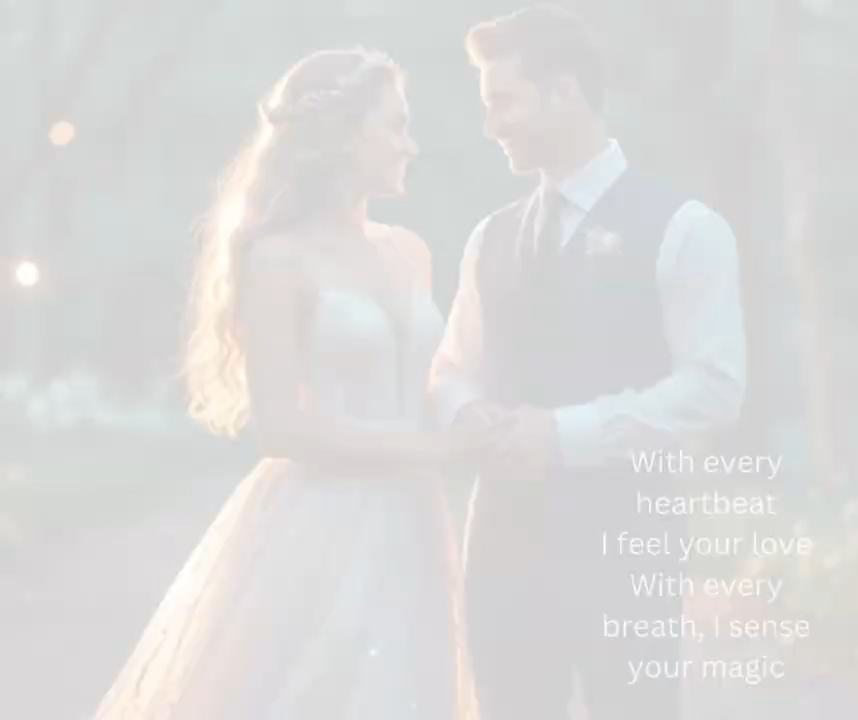 With every
heartbeat
I feel your love
With every
breath, I sense
your magic